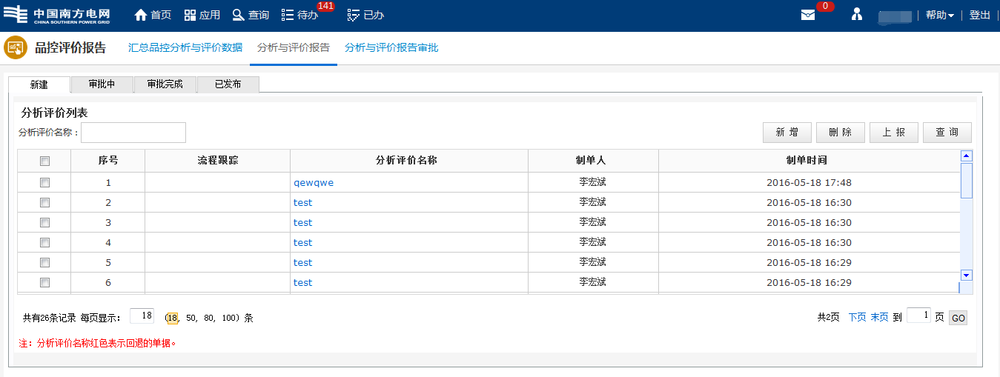 中国南方电网 首页 应用 查询 待办 141 已办 0 帮助 登出
CHINA SOUTHERN POWER GRID
品控评价报告 汇总品控分析与评价数据 分析与评价报告 分析与评价报告审批
新建 审批中 审批完成 已发布
分析评价列表
分析评价名称： 新 增 删 除 上 报 查 询
序号 流程跟踪 分析评价名称 制单人 制单时间
1 qewqwe 李宏斌 2016-05-18 17:48
2 test 李宏斌 2016-05-18 16:30
3 test 李宏斌 2016-05-18 16:30
4 test 李宏斌 2016-05-18 16:30
5 test 李宏斌 2016-05-18 16:29
6 test 李宏斌 2016-05-18 16:29
共有26条记录 每页显示： 18 （18, 50, 80, 100）条 共2页 下页 末页 到 1 页 GO
注：分析评价名称红色表示回退的单据。